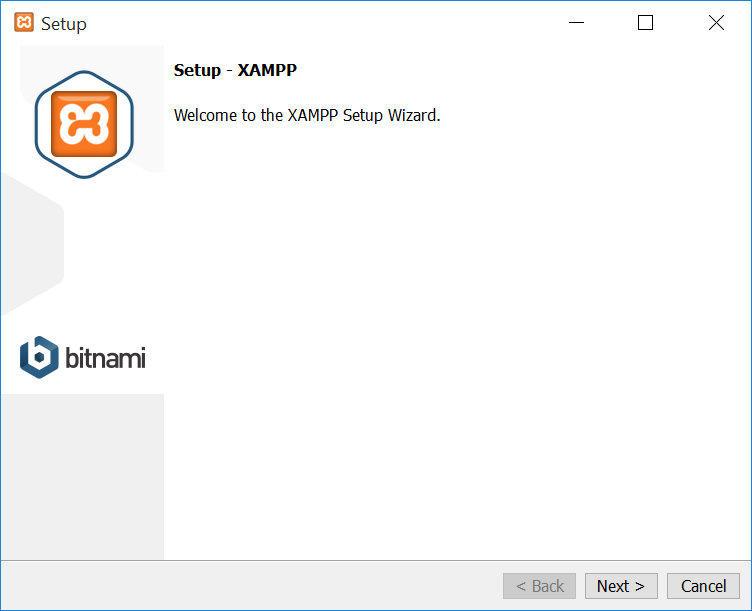 Setup
Setup - XAMPP
Welcome to the XAMPP Setup Wizard.
bitnami
< Back
Next >
Cancel